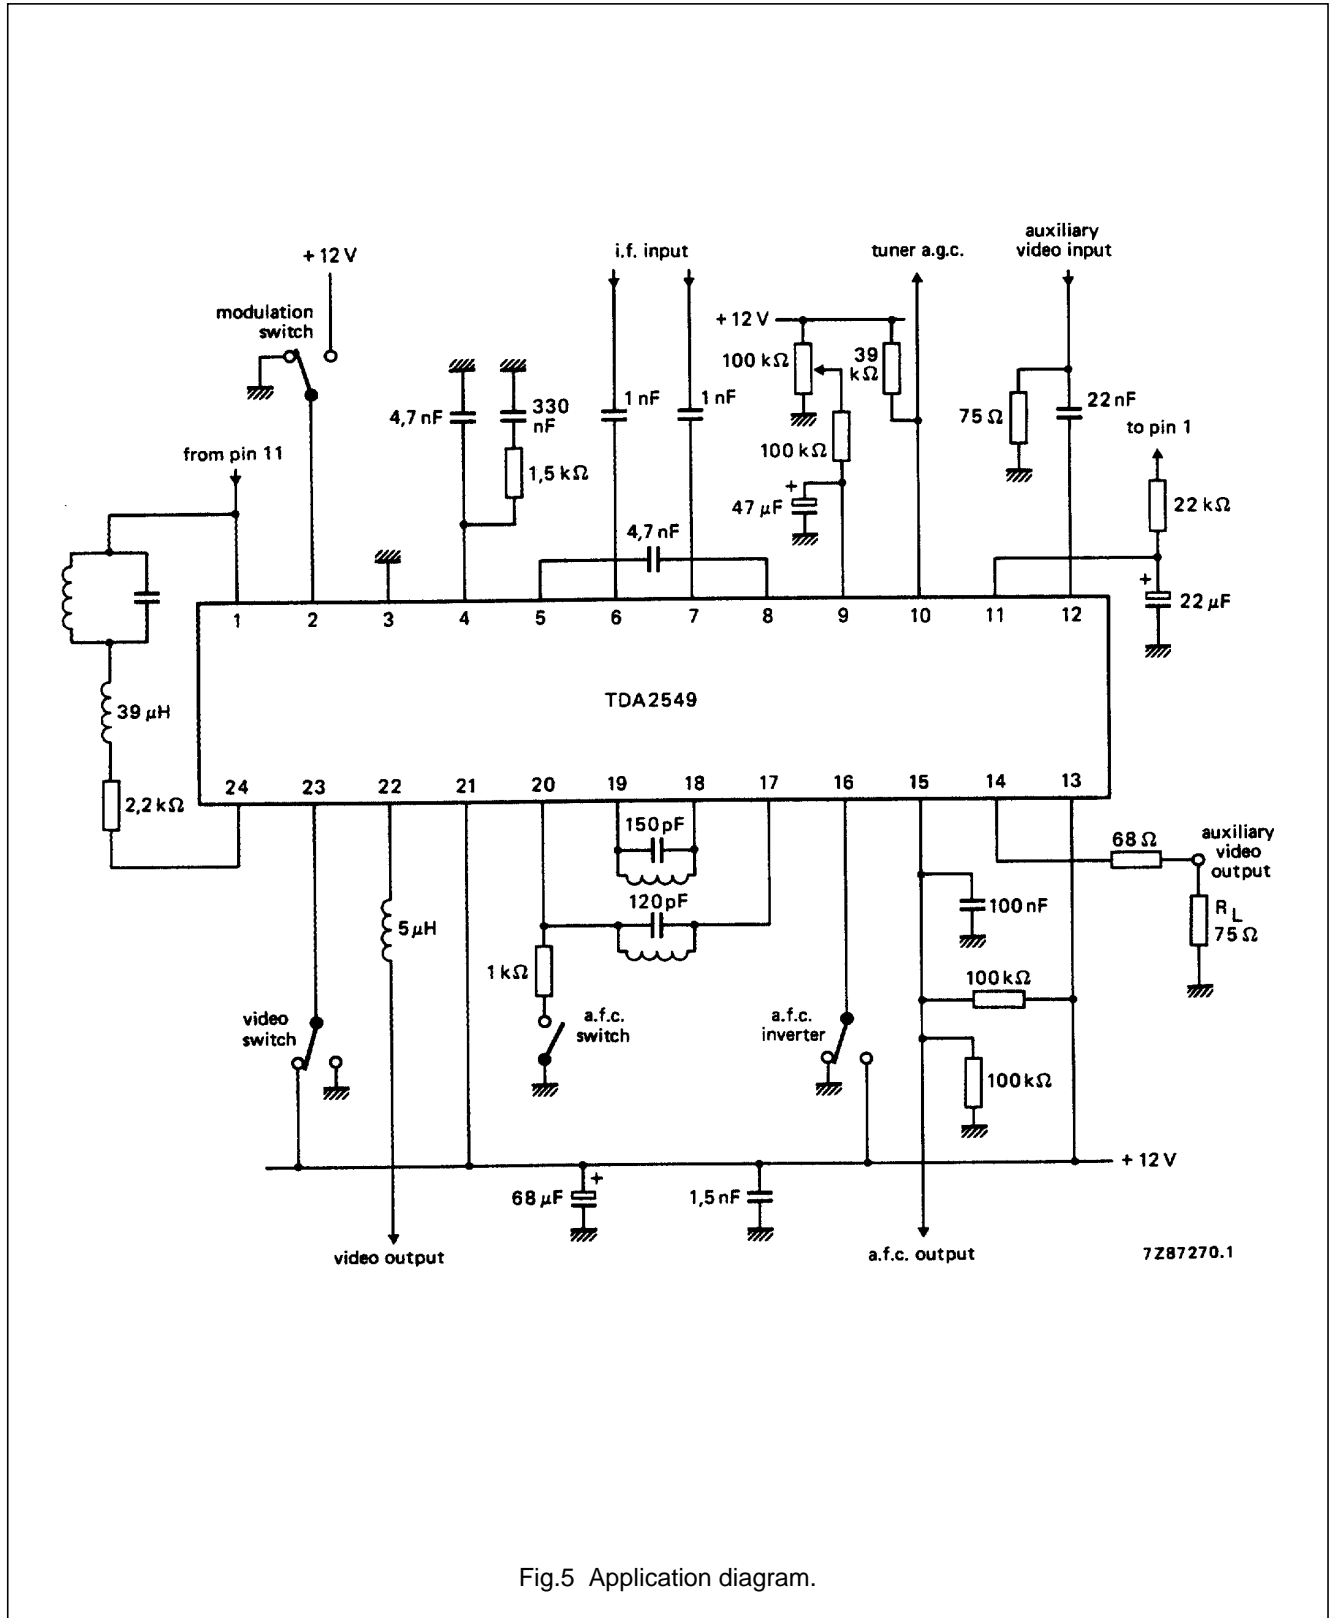 auxiliary
video input
i.f. input
tuner a.g.c.
+ 12 V
modulation
switch
+ 12 V
100 kΩ
39
kΩ
4,7 nF
330
nF
1 nF
1 nF
75 Ω
22 nF
to pin 1
from pin 11
1,5 kΩ
100 kΩ
+
47 μF
22 kΩ
4,7 nF
+
22 μF
1 2 3 4 5 6 7 8 9 10 11 12
TDA2549
39 μH
2,2 kΩ
24 23 22 21 20 19 18 17 16 15 14 13
150 pF
68 Ω
auxiliary
video
output
120 pF
100 nF
RL
75 Ω
5 μH
1 kΩ
100 kΩ
video
switch
a.f.c.
switch
a.f.c.
inverter
100 kΩ
+ 12 V
68 μF
+
1,5 nF
video output
a.f.c. output
7Z87270.1
Fig.5 Application diagram.